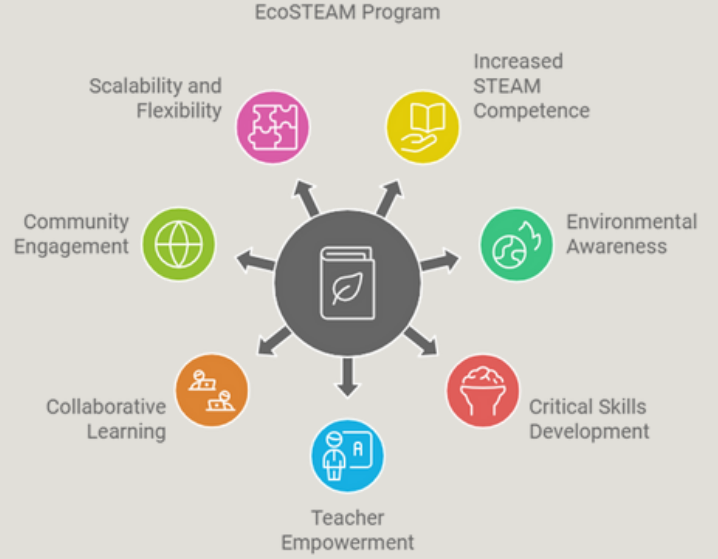 EcoSTEAM Program
Increased
STEAM
Competence
Environmental
Awareness
Critical Skills
Development
Teacher
Empowerment
Collaborative
Learning
Community
Engagement
Scalability and
Flexibility
A